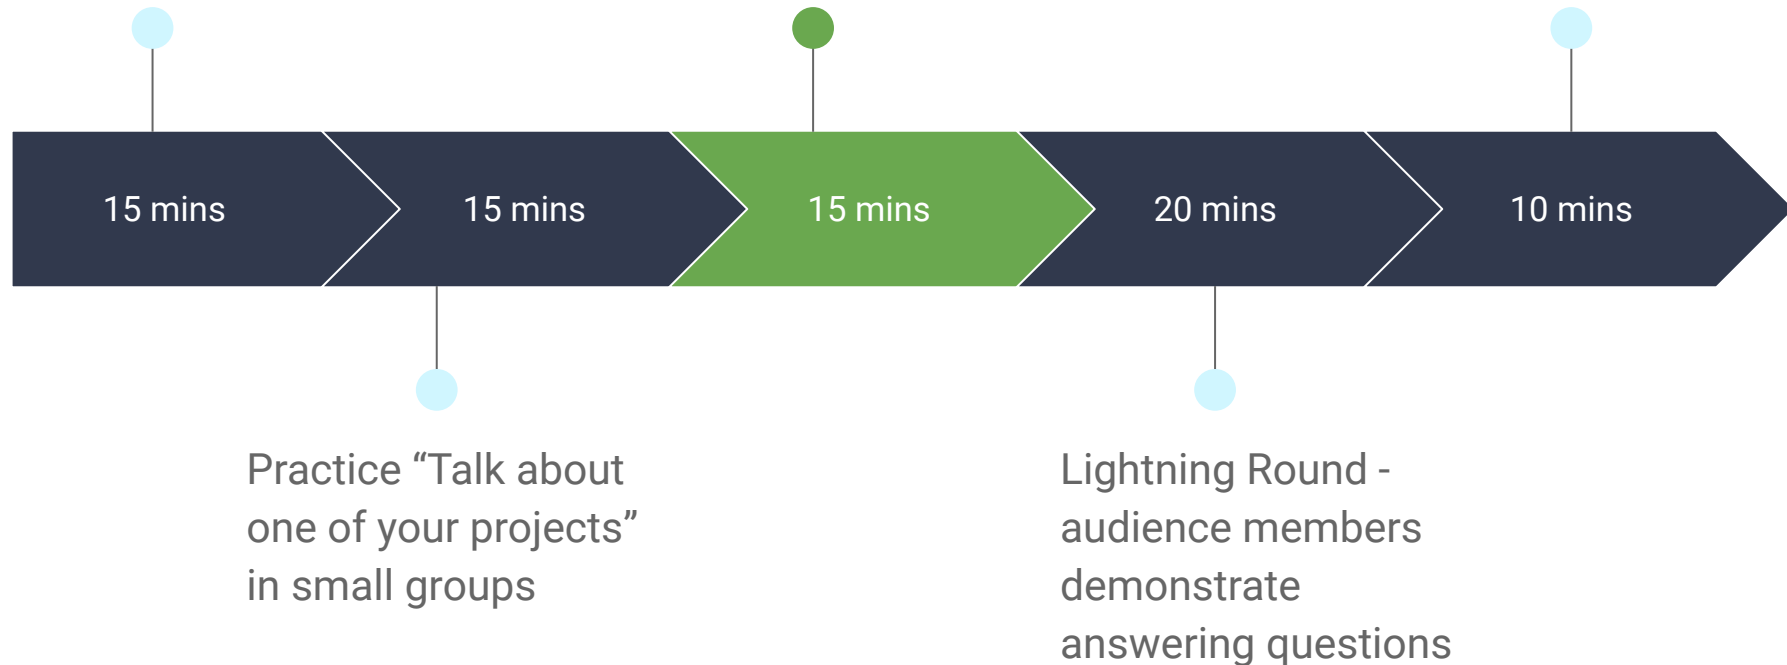 15 mins
15 mins
15 mins
20 mins
10 mins
Practice “Talk about
one of your projects”
in small groups
Lightning Round -
audience members
demonstrate
answering questions